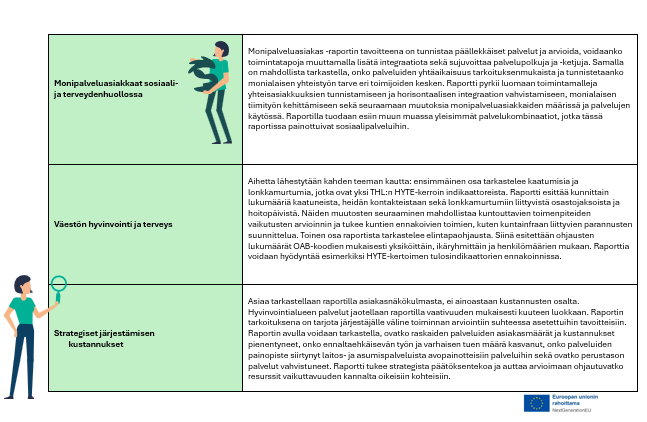 Monipalveluasiakkaat sosiaali-
ja terveydenhuollossa
Monipalveluasiakas -raportin tavoitteena on tunnistaa päällekkäiset palvelut ja arvioida, voidaanko
toimintatapoja muuttamalla lisätä integraatiota sekä sujuvoittaa palvelupolkuja ja -ketjuja. Samalla
on mahdollista tarkastella, onko palveluiden yhtäaikaisuus tarkoituksenmukaista ja tunnistetaanko
monialaisen yhteistyön tarve eri toimijoiden kesken. Raportti pyrkii luomaan toimintamalleja
yhteisasiakkuuksien tunnistamiseen ja horisontaalisen integraation vahvistamiseen, monialaisen
tiimityön kehittämiseen sekä seuraamaan muutoksia monipalveluasiakkaiden määrissä ja palvelujen
käytössä. Raportilla tuodaan esiin muun muassa yleisimmät palvelukombinaatiot, jotka tässä
raportissa painottuivat sosiaalipalveluihin.
Väestön hyvinvointi ja terveys
Aihetta lähestytään kahden teeman kautta: ensimmäinen osa tarkastelee kaatumisia ja
lonkkamurtumia, jotka ovat yksi THL:n HYTE-kerroin indikaattoreista. Raportti esittää kunnittain
lukumääriä kaatuneista, heidän kontakteistaan sekä lonkkamurtumiin liittyvistä osastojaksoista ja
hoitopäivistä. Näiden muutosten seuraaminen mahdollistaa kuntouttavien toimenpiteiden
vaikutusten arvioinnin ja tukee kuntien ennakoivien toimien, kuten kuntainfraan liittyvien parannusten
suunnittelua. Toinen osa raportista tarkastelee elintapaohjausta. Siinä esitetään ohjausten
lukumäärät OAB-koodien mukaisesti yksiköittäin, ikäryhmittäin ja henkilömäärien mukaan. Raporttia
voidaan hyödyntää esimerkiksi HYTE-kertoimen tulosindikaattorien ennakoinnissa.
Strategiset järjestämisen
kustannukset
Asiaa tarkastellaan raportilla asiakasnäkökulmasta, ei ainoastaan kustannusten osalta.
Hyvinvointialueen palvelut jaotellaan raportilla vaativuuden mukaisesti kuuteen luokkaan. Raportin
tarkoituksena on tarjota järjestäjälle väline toiminnan arviointiin suhteessa asetettuihin tavoitteisiin.
Raportin avulla voidaan tarkastella, ovatko raskaiden palveluiden asiakasmäärät ja kustannukset
pienentyneet, onko ennaltaehkäisevän työn ja varhaisen tuen määrä kasvanut, onko palveluiden
painopiste siirtynyt laitos- ja asumispalveluista avopainotteisiin palveluihin sekä ovatko perustason
palvelut vahvistuneet. Raportti tukee strategista päätöksentekoa ja auttaa arvioimaan ohjautuvatko
resurssit vaikuttavuuden kannalta oikeisiin kohteisiin.
Euroopan unionin
rahoittama
NextGenerationEU